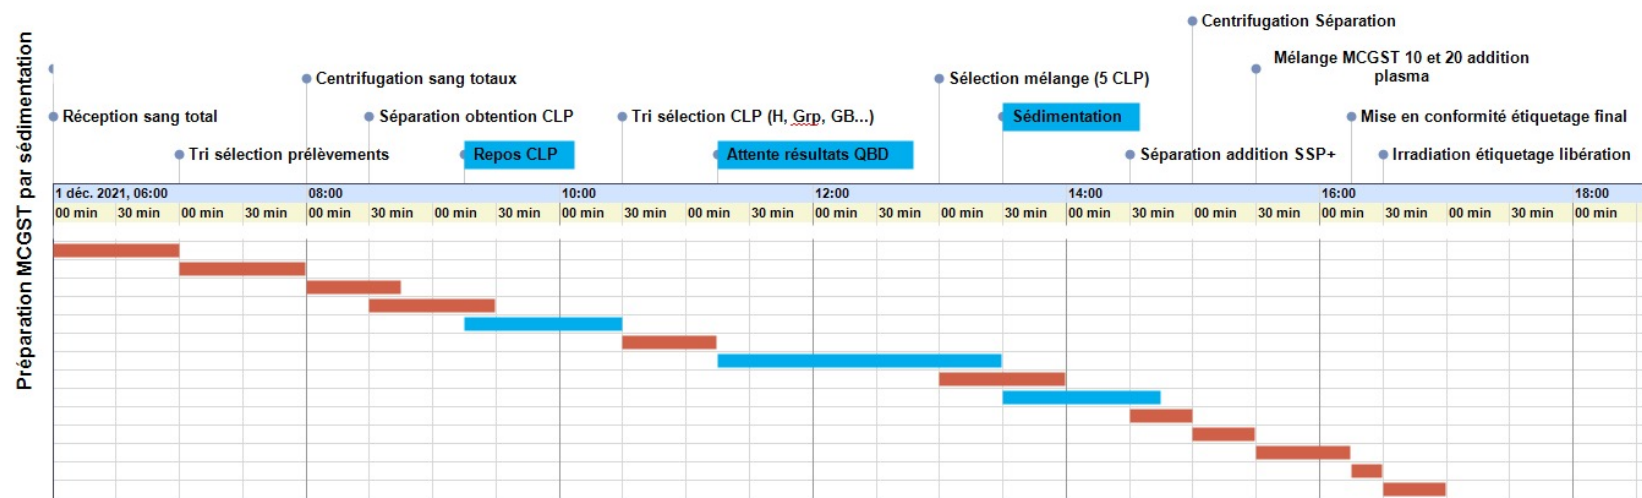 Préparation MCGST par sédimentation
Centrifugation Séparation
Mélange MCGST 10 et 20 addition
plasma
Centrifugation sang totaux
Sélection mélange (5 CLP)
Réception sang total
Séparation obtention CLP
Tri sélection CLP (H, Grp, GB...)
Sédimentation
Mise en conformité étiquetage final
Tri sélection prélèvements
Repos CLP
Attente résultats QBD
Séparation addition SSP+
Irradiation étiquetage libération
1 déc. 2021, 06:00 08:00 10:00 12:00 14:00 16:00 18:00
00 min 30 min 00 min 30 min 00 min 30 min 00 min 30 min 00 min 30 min 00 min 30 min 00 min 30 min 00 min 30 min 00 min 30 min 00 min 30 min 00 min 30 min 00 min 30 min 00 min